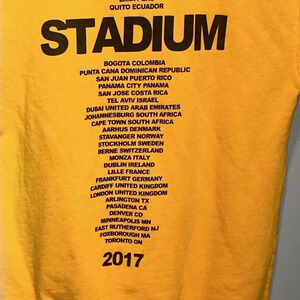 QUITO ECUADOR
STADIUM
BOGOTA COLOMBIA
PUNTA CANA DOMINICAN REPUBLIC
SAN JUAN PUERTO RICO
PANAMA CITY PANAMA
SAN JOSE COSTA RICA
TEL AVIV ISRAEL
DUBAI UNITED ARAB EMIRATES
JOHANNESBURG SOUTH AFRICA
CAPE TOWN SOUTH AFRICA
AARHUS DENMARK
STAVANGER NORWAY
STOCKHOLM SWEDEN
BERNE SWITZERLAND
MONZA ITALY
DUBLIN IRELAND
LILLE FRANCE
FRANKFURT GERMANY
CARDIFF UNITED KINGDOM
LONDON UNITED KINGDOM
ARLINGTON TX
PASADENA CA
DENVER CO
MINNEAPOLIS MN
EAST RUTHERFORD NJ
FOXBOROUGH MA
TORONTO ON
2017